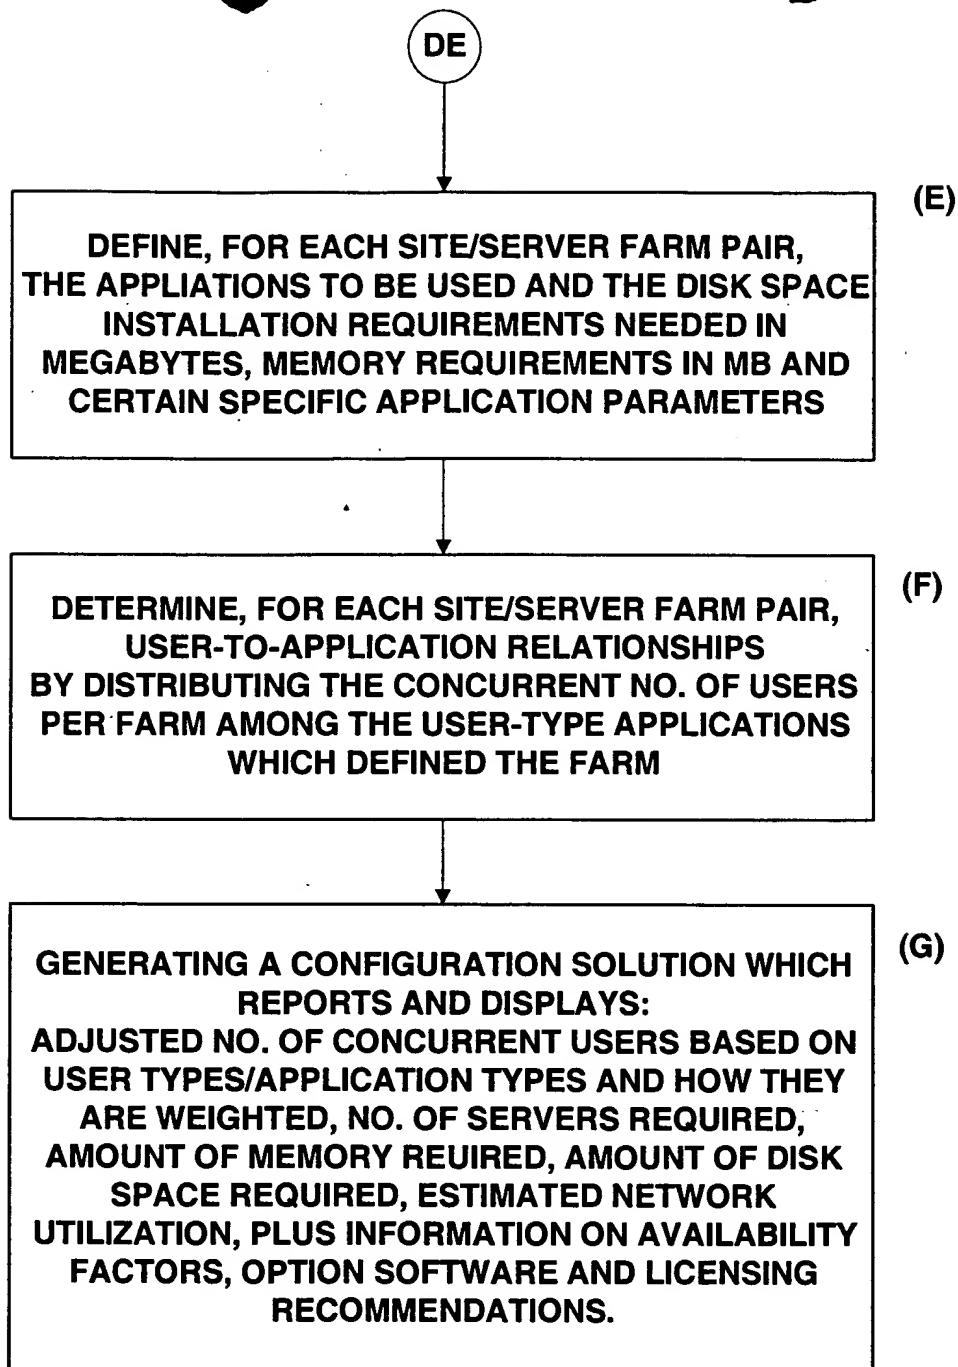 DE
(E)
DEFINE, FOR EACH SITE/SERVER FARM PAIR,
THE APPLIATIONS TO BE USED AND THE DISK SPACE
INSTALLATION REQUIREMENTS NEEDED IN
MEGABYTES, MEMORY REQUIREMENTS IN MB AND
CERTAIN SPECIFIC APPLICATION PARAMETERS
(F)
DETERMINE, FOR EACH SITE/SERVER FARM PAIR,
USER-TO-APPLICATION RELATIONSHIPS
BY DISTRIBUTING THE CONCURRENT NO. OF USERS
PER FARM AMONG THE USER-TYPE APPLICATIONS
WHICH DEFINED THE FARM
(G)
GENERATING A CONFIGURATION SOLUTION WHICH
REPORTS AND DISPLAYS:
ADJUSTED NO. OF CONCURRENT USERS BASED ON
USER TYPES/APPLICATION TYPES AND HOW THEY
ARE WEIGHTED, NO. OF SERVERS REQUIRED,
AMOUNT OF MEMORY REUIRED, AMOUNT OF DISK
SPACE REQUIRED, ESTIMATED NETWORK
UTILIZATION, PLUS INFORMATION ON AVAILABILITY
FACTORS, OPTION SOFTWARE AND LICENSING
RECOMMENDATIONS.